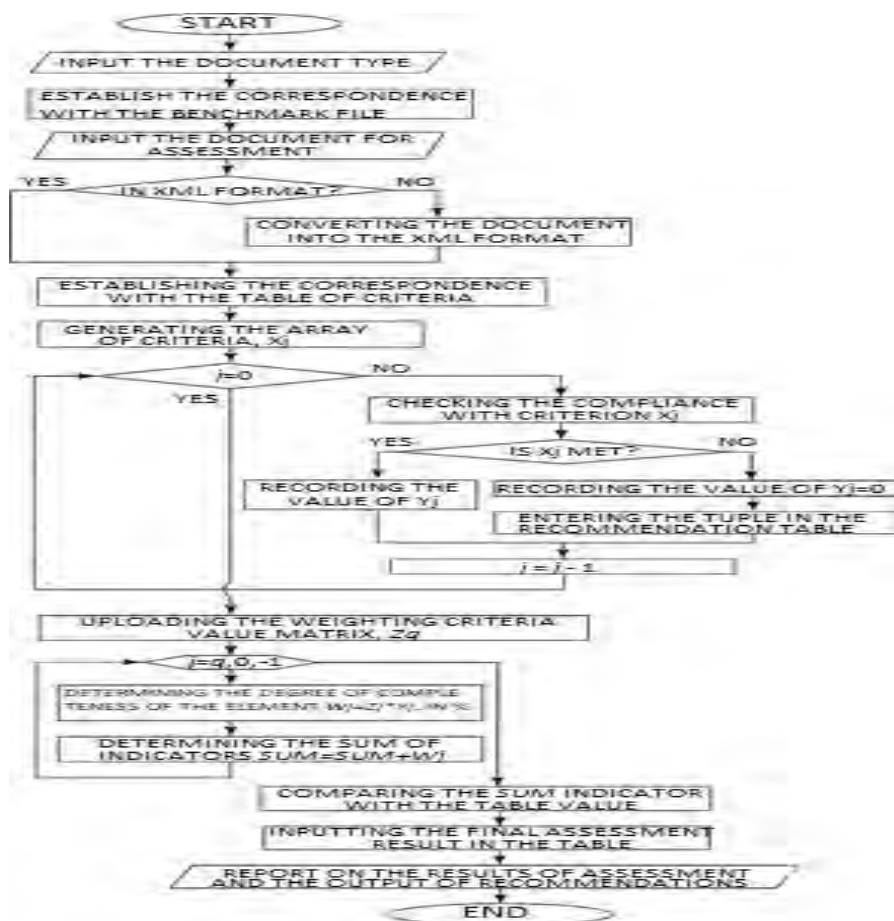 START
INPUT THE DOCUMENT TYPE
ESTABLISH THE CORRESPONDENCE
WITH THE BENCHMARK FILE
INPUT THE DOCUMENT FOR
ASSESSMENT
YES
IN XML FORMAT?
NO
CONVERTING THE DOCUMENT
INTO THE XML FORMAT
ESTABLISHING THE CORRESPONDENCE
WITH THE TABLE OF CRITERIA
GENERATING THE ARRAY
OF CRITERIA, Xj
j=0
NO
YES
CHECKING THE COMPLIANCE
WITH CRITERION Xj
YES
IS Xj MET?
NO
RECORDING THE
VALUE OF Yj
RECORDING THE VALUE OF Yj=0
ENTERING THE TUPLE IN THE
RECOMMENDATION TABLE
j = j - 1
UPLOADING THE WEIGHTING CRITERIA
VALUE MATRIX, Zq
j=q,0,-1
DETERMINING THE DEGREE OF COMPLE
TENESS OF THE ELEMENT Wj=Zj*Yj, IN %
DETERMINING THE SUM OF
INDICATORS SUM=SUM+Wj
COMPARING THE SUM INDICATOR
WITH THE TABLE VALUE
INPUTTING THE FINAL ASSESSMENT
RESULT IN THE TABLE
REPORT ON THE RESULTS OF ASSESSMENT
AND THE OUTPUT OF RECOMMENDATIONS
END